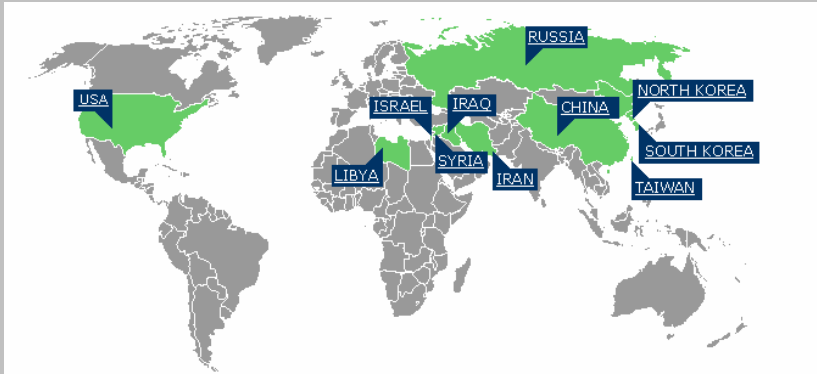 RUSSIA
NORTH KOREA
USA
ISRAEL
IRAQ
CHINA
SOUTH KOREA
SYRIA
LIBYA
IRAN
TAIWAN